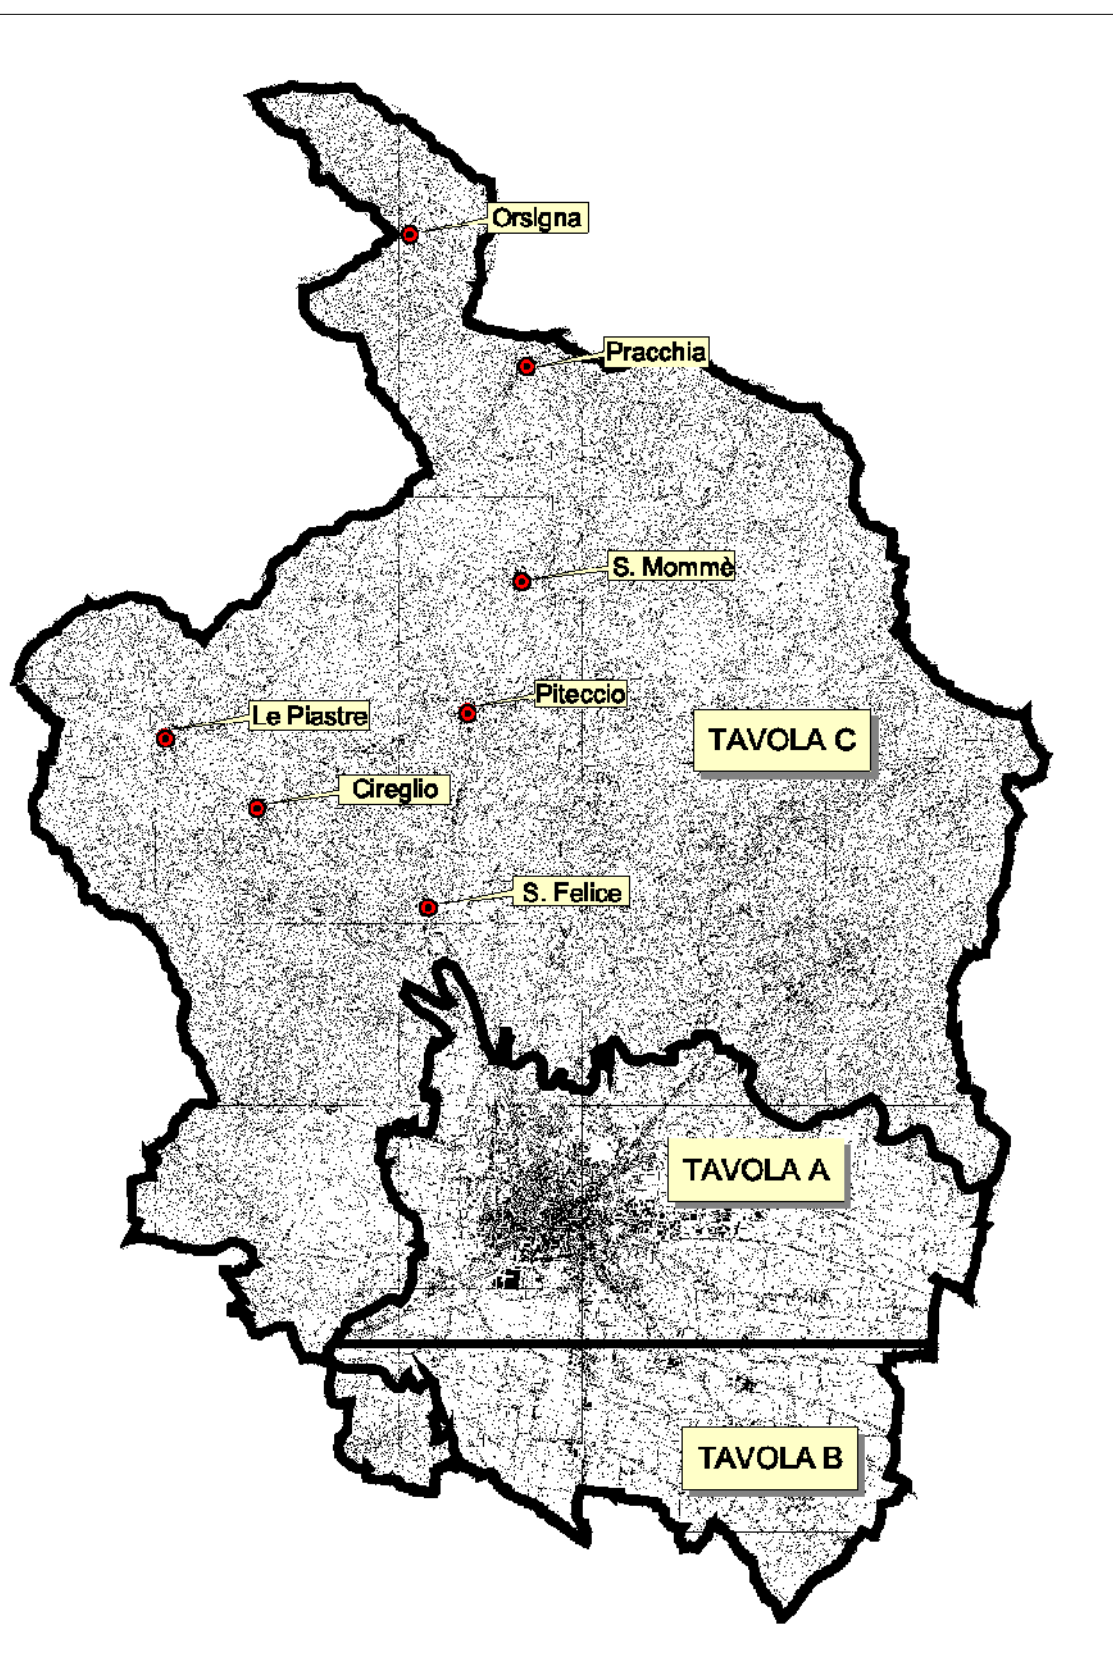 Orsigna
Pracchia
S. Mommè
Piteccio
Le Piastre
TAVOLA C
Cireglio
S. Felice
TAVOLA A
TAVOLA B